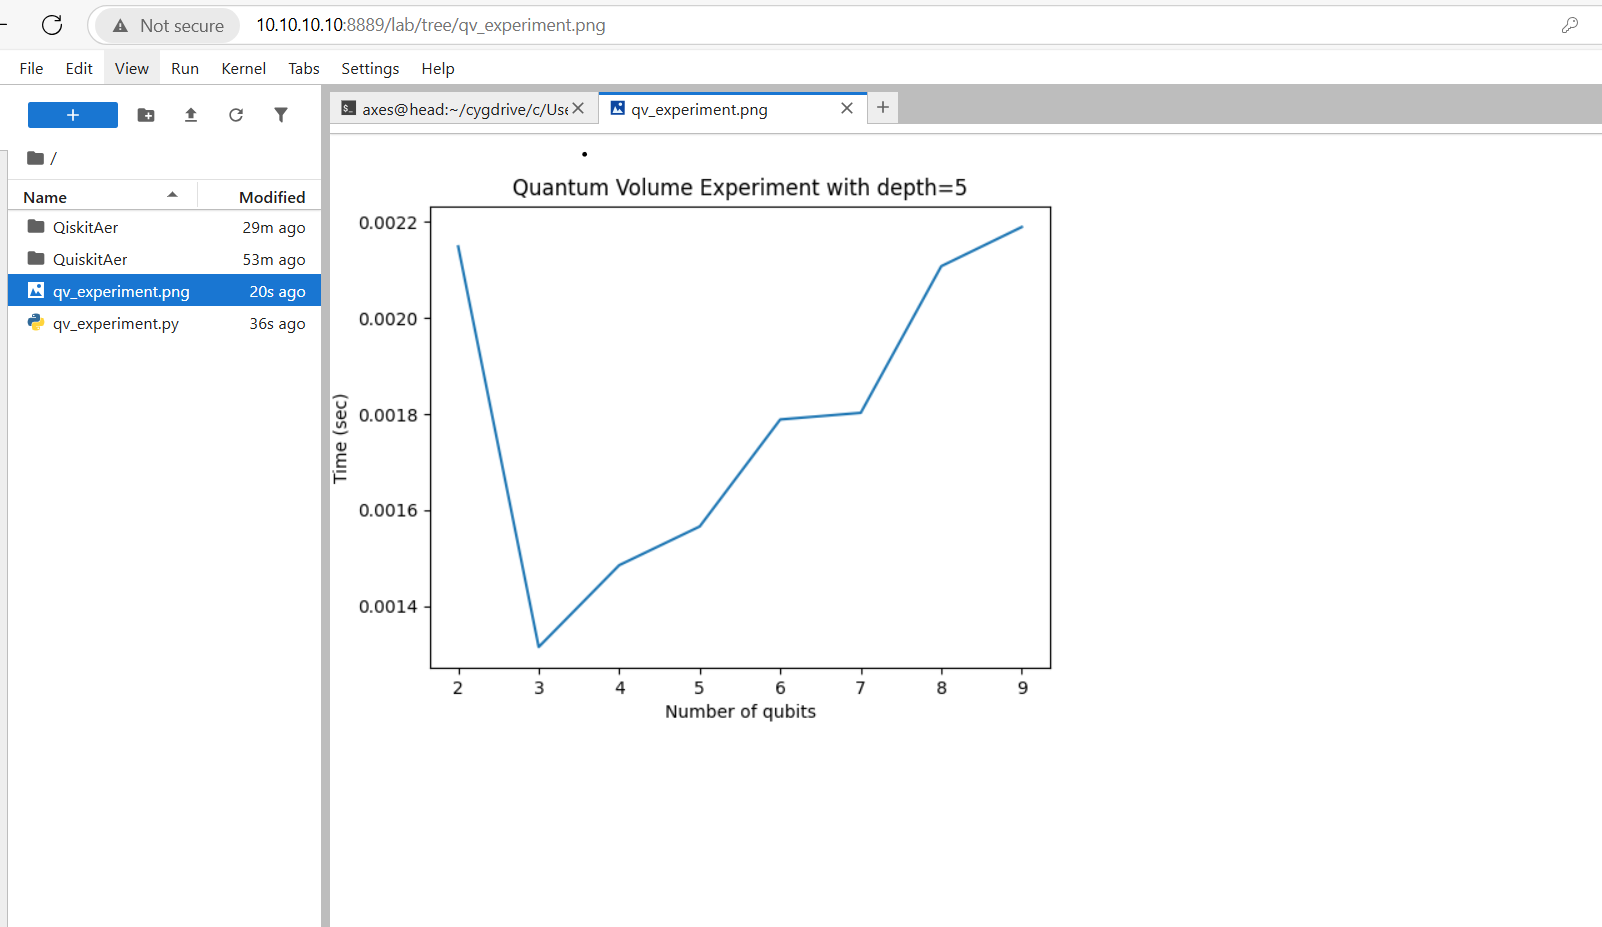 Not secure 10.10.10.10:8889/lab/tree/qv_experiment.png
File Edit View Run Kernel Tabs Settings Help
+
axes@head:~/cygdrive/c/Use
qv_experiment.png
+
/
Name Modified
QiskitAer 29m ago
QuiskitAer 53m ago
qv_experiment.png 20s ago
qv_experiment.py 36s ago
Quantum Volume Experiment with depth=5
0.0022
0.0020
0.0018
0.0016
0.0014
Time (sec)
2 3 4 5 6 7 8 9
Number of qubits